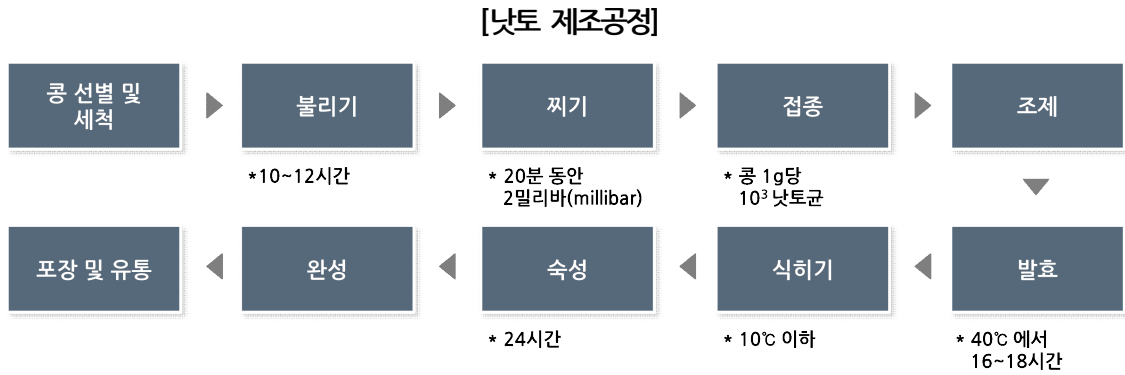 [낫토 제조공정]
콩 선별 및
세척
불리기
*10~12시간
찌기
* 20분 동안
2밀리바(millibar)
접종
* 콩 1g당
10³ 낫토균
조제
발효
* 40℃ 에서
16~18시간
식히기
* 10℃ 이하
숙성
* 24시간
완성
포장 및 유통